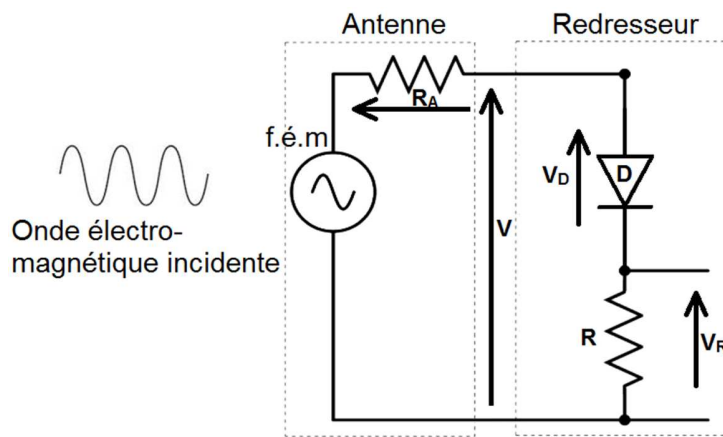 Antenne
Redresseur
R_A
f.é.m
V_D
D
V
Onde électro-
magnétique incidente
R
V_R